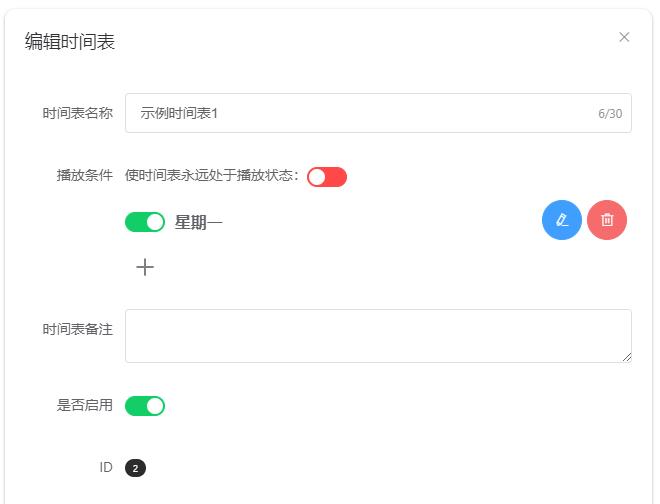 编辑时间表
时间表名称 示例时间表1 6/30
播放条件 使时间表永远处于播放状态：
星期一
时间表备注
是否启用
ID 2